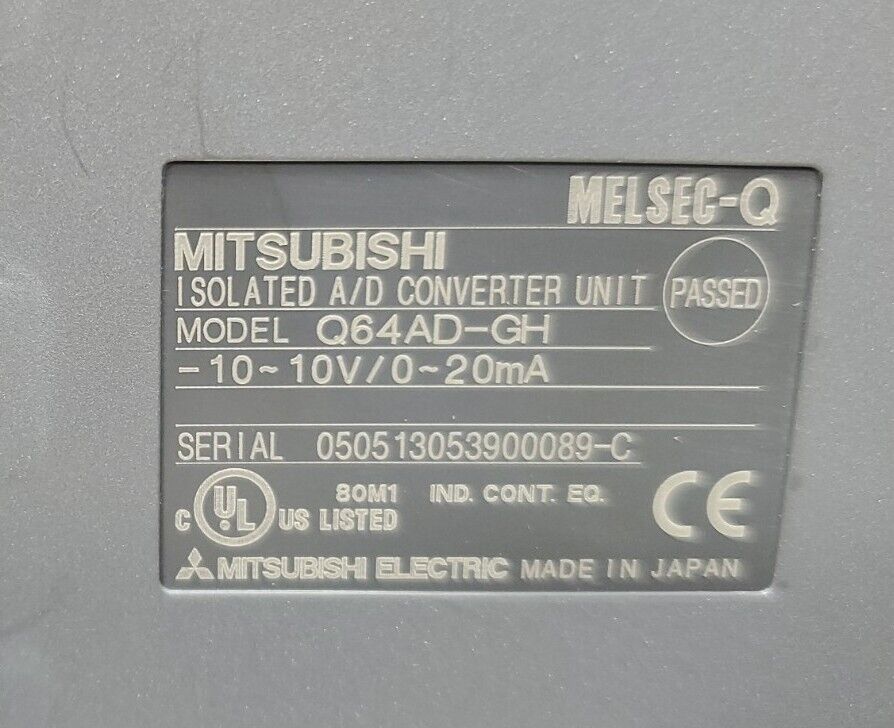 MELSEC-Q
MITSUBISHI
ISOLATED A/D CONVERTER UNIT
PASSED
MODEL Q64AD-GH
-10~10V/0~20mA
SERIAL 050513053900089-C
C UL US LISTED
80M1 IND. CONT. EQ.
CE
MITSUBISHI ELECTRIC MADE IN JAPAN